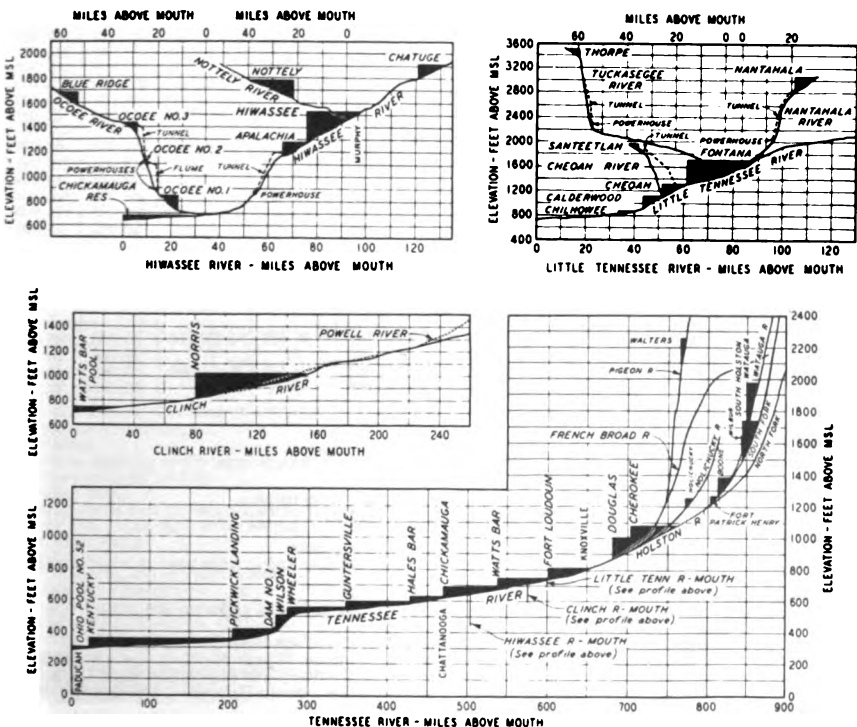 MILES ABOVE MOUTH
60 40 20 0 20 0
2000
1800
1600
1400
1200
1000
800
600
ELEVATION - FEET ABOVE MSL
CHATUGE
NOTTELY
NOTTELY RIVER
BLUE RIDGE
OCOEE RIVER
HIWASSEE
HIWASSEE RIVER
OCOEE NO.3
TUNNEL
APALACHIA
MURPHY
OCOEE NO. 2
POWERHOUSES
FLUME
TUNNEL
CHICKAMAUGA
RES
OCOEE NO.1
POWERHOUSE
0 20 40 60 80 100 120
HIWASSEE RIVER - MILES ABOVE MOUTH
MILES ABOVE MOUTH
60 40 20 0 20
3600
3200
2800
2400
2000
1600
1200
800
400
ELEVATION - FEET ABOVE MSL
THORPE
TUCKASEGEE
RIVER
NANTAHALA
TUNNEL
TUNNEL
NANTAHALA
RIVER
POWERHOUSE
TUNNEL
POWERHOUSE
SANTEETLAH
FONTANA
CHEOAH RIVER
CHEOAH
LITTLE TENNESSEE RIVER
CALDERWOOD
CHILHOWEE
0 20 40 60 80 100 120
LITTLE TENNESSEE RIVER - MILES ABOVE MOUTH
1400
1200
1000
800
600
ELEVATION - FEET ABOVE MSL
WATTS BAR
POOL
NORRIS
POWELL RIVER
CLINCH RIVER
0 40 80 120 160 200 240
CLINCH RIVER - MILES ABOVE MOUTH
600 700 800 900
2400
2200
2000
1800
1600
1400
1200
1000
800
600
400
200
0
ELEVATION - FEET ABOVE MSL
WALTERS
PIGEON R
FRENCH BROAD R
NOLICHUCKY
NOLICHUCKY R
BOONE
WILBUR
SOUTH HOLSTON
WATAUGA
WATAUGA R
SOUTH FORK
NORTH FORK
FORT
PATRICK HENRY
HOLSTON R
1200
1000
800
600
400
200
0
ELEVATION - FEET ABOVE MSL
PADUCAH
OHIO POOL NO. 52
KENTUCKY
PICKWICK LANDING
DAM NO. 1
WILSON
WHEELER
GUNTERSVILLE
HALES BAR
CHICKAMAUGA
WATTS BAR
FORT LOUDOUN
KNOXVILLE
DOUGLAS
CHEROKEE
TENNESSEE RIVER
CHATTANOOGA
LITTLE TENN R-MOUTH
(See profile above)
CLINCH R-MOUTH
(See profile above)
HIWASSEE R-MOUTH
(See profile above)
0 100 200 300 400 500 600 700 800 900
TENNESSEE RIVER - MILES ABOVE MOUTH